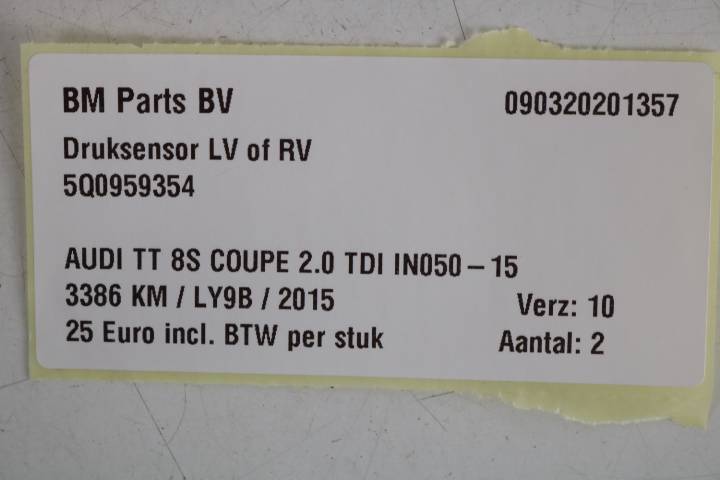 BM Parts BV 090320201357
Druksensor LV of RV
5Q0959354
AUDI TT 8S COUPE 2.0 TDI IN050-15
3386 KM / LY9B / 2015 Verz: 10
25 Euro incl. BTW per stuk Aantal: 2